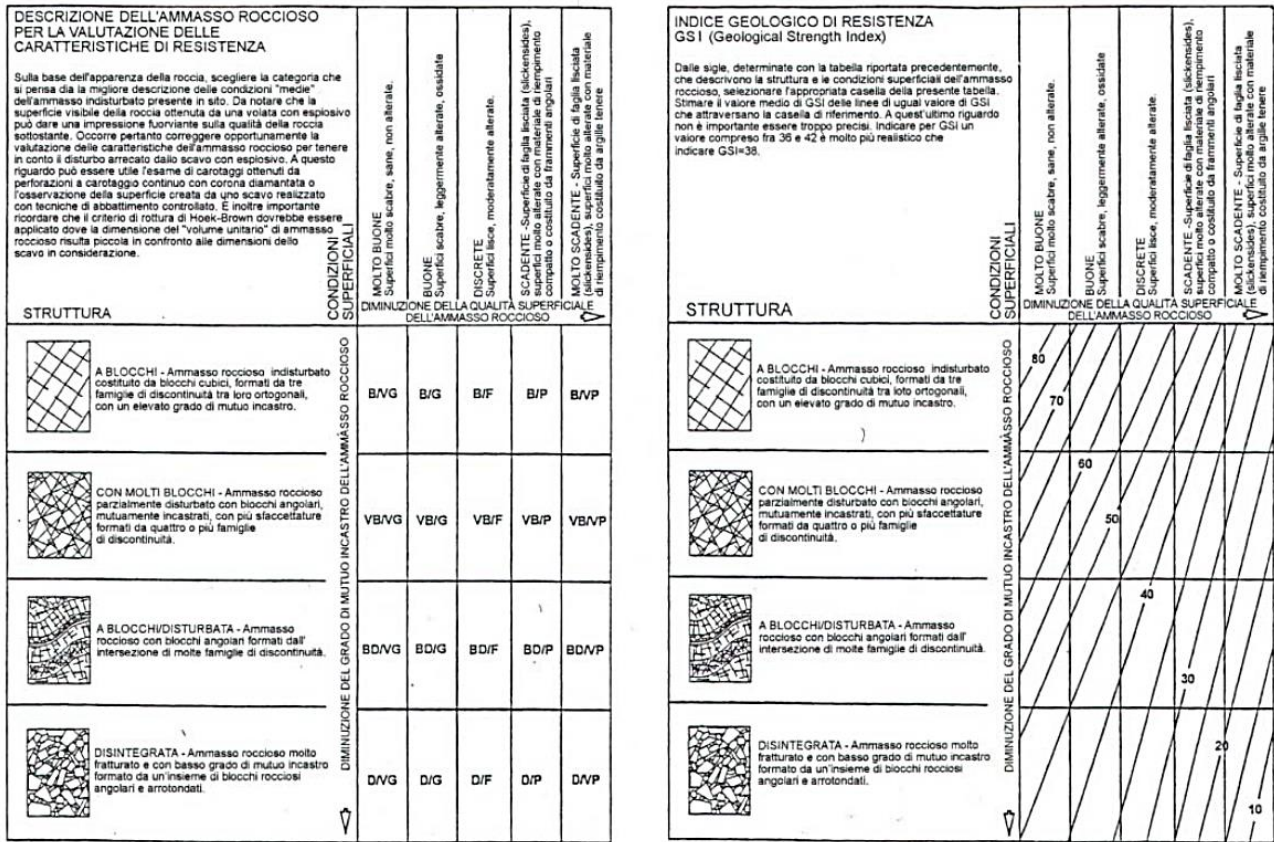 DESCRIZIONE DELL'AMMASSO ROCCIOSO
PER LA VALUTAZIONE DELLE
CARATTERISTICHE DI RESISTENZA
Sulla base dell'apparenza della roccia, scegliere la categoria che
si pensa dia la migliore descrizione delle condizioni "medie"
dell'ammasso indisturbato presente in sito. Da notare che la
superficie visibile della roccia ottenuta da una volata con esplosivo
può dare una impressione fuorviante sulla qualità della roccia
sottostante. Occorre pertanto correggere opportunamente la
valutazione delle caratteristiche dell'ammasso roccioso per tenere
in conto il disturbo arrecato dallo scavo con esplosivo. A questo
riguardo può essere utile l'esame di carotaggi ottenuti da
perforazioni a carotaggio continuo con corona diamantata o
l'osservazione della superficie creata da uno scavo realizzato
con tecniche di abbattimento controllato. E inoltre importante
ricordare che il criterio di rottura di Hoek-Brown dovrebbe essere
applicato dove la dimensione del "volume unitario" di ammasso
roccioso risulta piccola in confronto alle dimensioni dello
scavo in considerazione.
STRUTTURA
CONDIZIONI
SUPERFICIALI
MOLTO BUONE
Superfici molto scabre, sane, non alterate.
BUONE
Superfici scabre, leggermente alterate, ossidate
DISCRETE
Superfici lisce, moderatamente alterate.
SCADENTE -Superficie di faglia lisciata (slickensides),
superfici molto alterate con materiale di riempimento
compatto o costituito da frammenti angolari
MOLTO SCADENTE - Superficie di faglia lisciata
(slickensides), superfici molto alterate con materiale
di riempimento costituito da argille tenere
DIMINUZIONE DELLA QUALITÀ SUPERFICIALE
DELL'AMMASSO ROCCIOSO
DIMINUZIONE DEL GRADO DI MUTUO INCASTRO DELL'AMMASSO ROCCIOSO
A BLOCCHI - Ammasso roccioso indisturbato
costituito da blocchi cubici, formati da tre
famiglie di discontinuità tra loro ortogonali,
con un elevato grado di mutuo incastro.
B/VG B/G B/F B/P B/VP
CON MOLTI BLOCCHI - Ammasso roccioso
parzialmente disturbato con blocchi angolari,
mutuamente incastrati, con più sfaccettature
formati da quattro o più famiglie
di discontinuità.
VB/VG VB/G VB/F VB/P VB/VP
A BLOCCHI/DISTURBATA - Ammasso
roccioso con blocchi angolari formati dall'
intersezione di molte famiglie di discontinuità.
BD/VG BD/G BD/F BD/P BD/VP
DISINTEGRATA - Ammasso roccioso molto
fratturato e con basso grado di mutuo incastro
formato da un'insieme di blocchi rocciosi
angolari e arrotondati.
D/VG D/G D/F D/P D/VP
INDICE GEOLOGICO DI RESISTENZA
GSI (Geological Strength Index)
Dalle sigle, determinate con la tabella riportata precedentemente,
che descrivono la struttura e le condizioni superficiali dell'ammasso
roccioso, selezionare l'appropriata casella della presente tabella.
Stimare il valore medio di GSI delle linee di ugual valore di GSI
che attraversano la casella di riferimento. A quest'ultimo riguardo
non è importante essere troppo precisi. Indicare per GSI un
valore compreso fra 36 e 42 è molto più realistico che
indicare GSI=38.
STRUTTURA
CONDIZIONI
SUPERFICIALI
MOLTO BUONE
Superfici molto scabre, sane, non alterate.
BUONE
Superfici scabre, leggermente alterate, ossidate
DISCRETE
Superfici lisce, moderatamente alterate.
SCADENTE -Superficie di faglia lisciata (slickensides),
superfici molto alterate con materiale di riempimento
compatto o costituito da frammenti angolari
MOLTO SCADENTE - Superficie di faglia lisciata
(slickensides), superfici molto alterate con materiale
di riempimento costituito da argille tenere
DIMINUZIONE DELLA QUALITÀ SUPERFICIALE
DELL'AMMASSO ROCCIOSO
DIMINUZIONE DEL GRADO DI MUTUO INCASTRO DELL'AMMASSO ROCCIOSO
A BLOCCHI - Ammasso roccioso indisturbato
costituito da blocchi cubici, formati da tre
famiglie di discontinuità tra loto ortogonali,
con un elevato grado di mutuo incastro.
80
70
CON MOLTI BLOCCHI - Ammasso roccioso
parzialmente disturbato con blocchi angolari,
mutuamente incastrati, con più sfaccettature
formati da quattro o più famiglie
di discontinuità.
60
50
A BLOCCHI/DISTURBATA - Ammasso
roccioso con blocchi angolari formati dall'
intersezione di molte famiglie di discontinuità.
40
30
DISINTEGRATA - Ammasso roccioso molto
fratturato e con basso grado di mutuo incastro
formato da un'insieme di blocchi rocciosi
angolari e arrotondati.
20
10